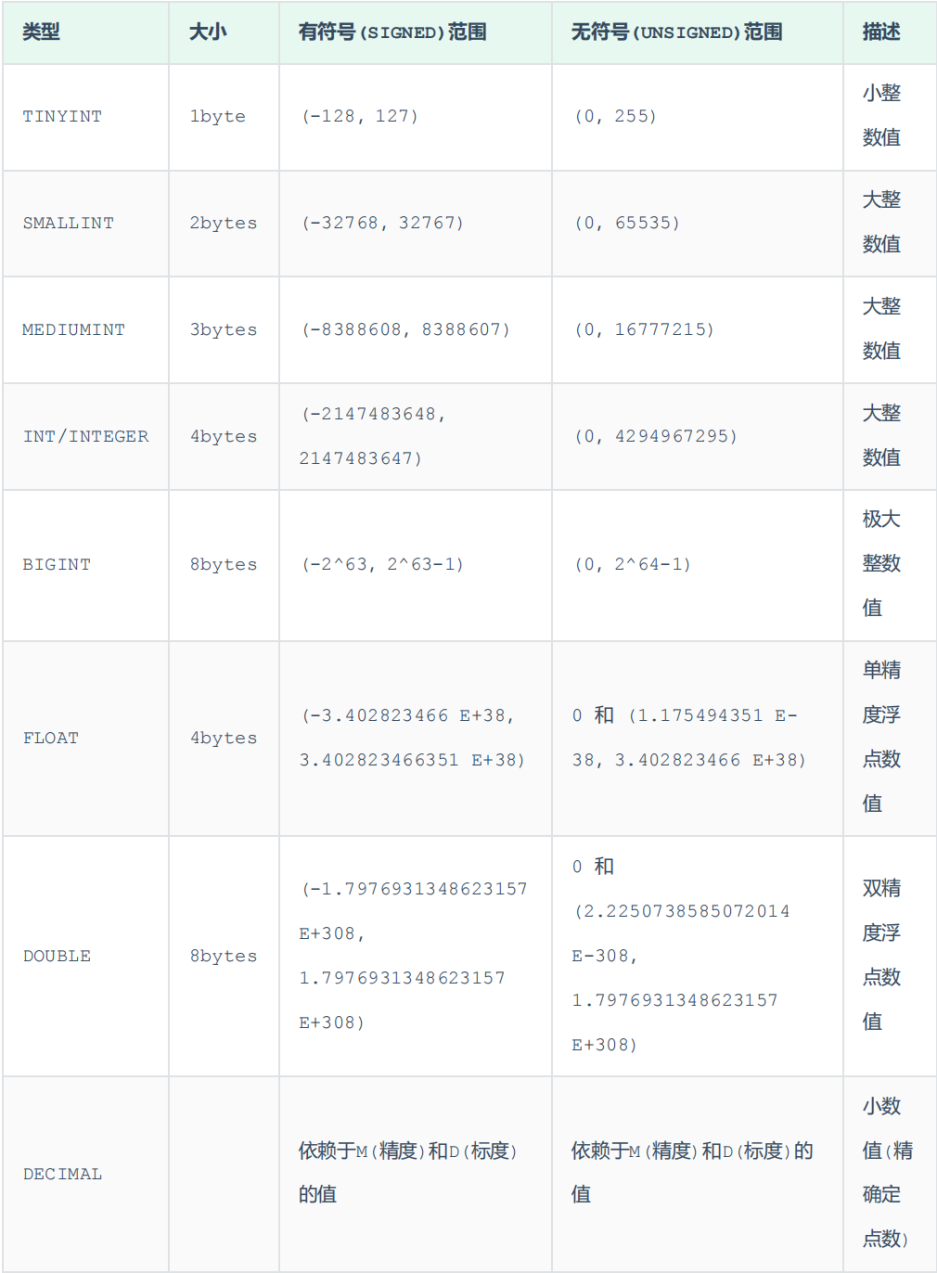 类型 大小 有符号(SIGNED)范围 无符号(UNSIGNED)范围 描述
TINYINT 1byte (-128, 127) (0, 255) 小整
数值
SMALLINT 2bytes (-32768, 32767) (0, 65535) 大整
数值
MEDIUMINT 3bytes (-8388608, 8388607) (0, 16777215) 大整
数值
INT/INTEGER 4bytes (-2147483648,
2147483647) (0, 4294967295) 大整
数值
BIGINT 8bytes (-2^63, 2^63-1) (0, 2^64-1) 极大
整数
值
FLOAT 4bytes (-3.402823466 E+38,
3.402823466351 E+38) 0 和 (1.175494351 E-
38, 3.402823466 E+38) 单精
度浮
点数
值
DOUBLE 8bytes (-1.7976931348623157
E+308,
1.7976931348623157
E+308) 0 和
(2.2250738585072014
E-308,
1.7976931348623157
E+308) 双精
度浮
点数
值
DECIMAL 依赖于M(精度)和D(标度)
的值 依赖于M(精度)和D(标度)的
值 小数
值(精
确定
点数)